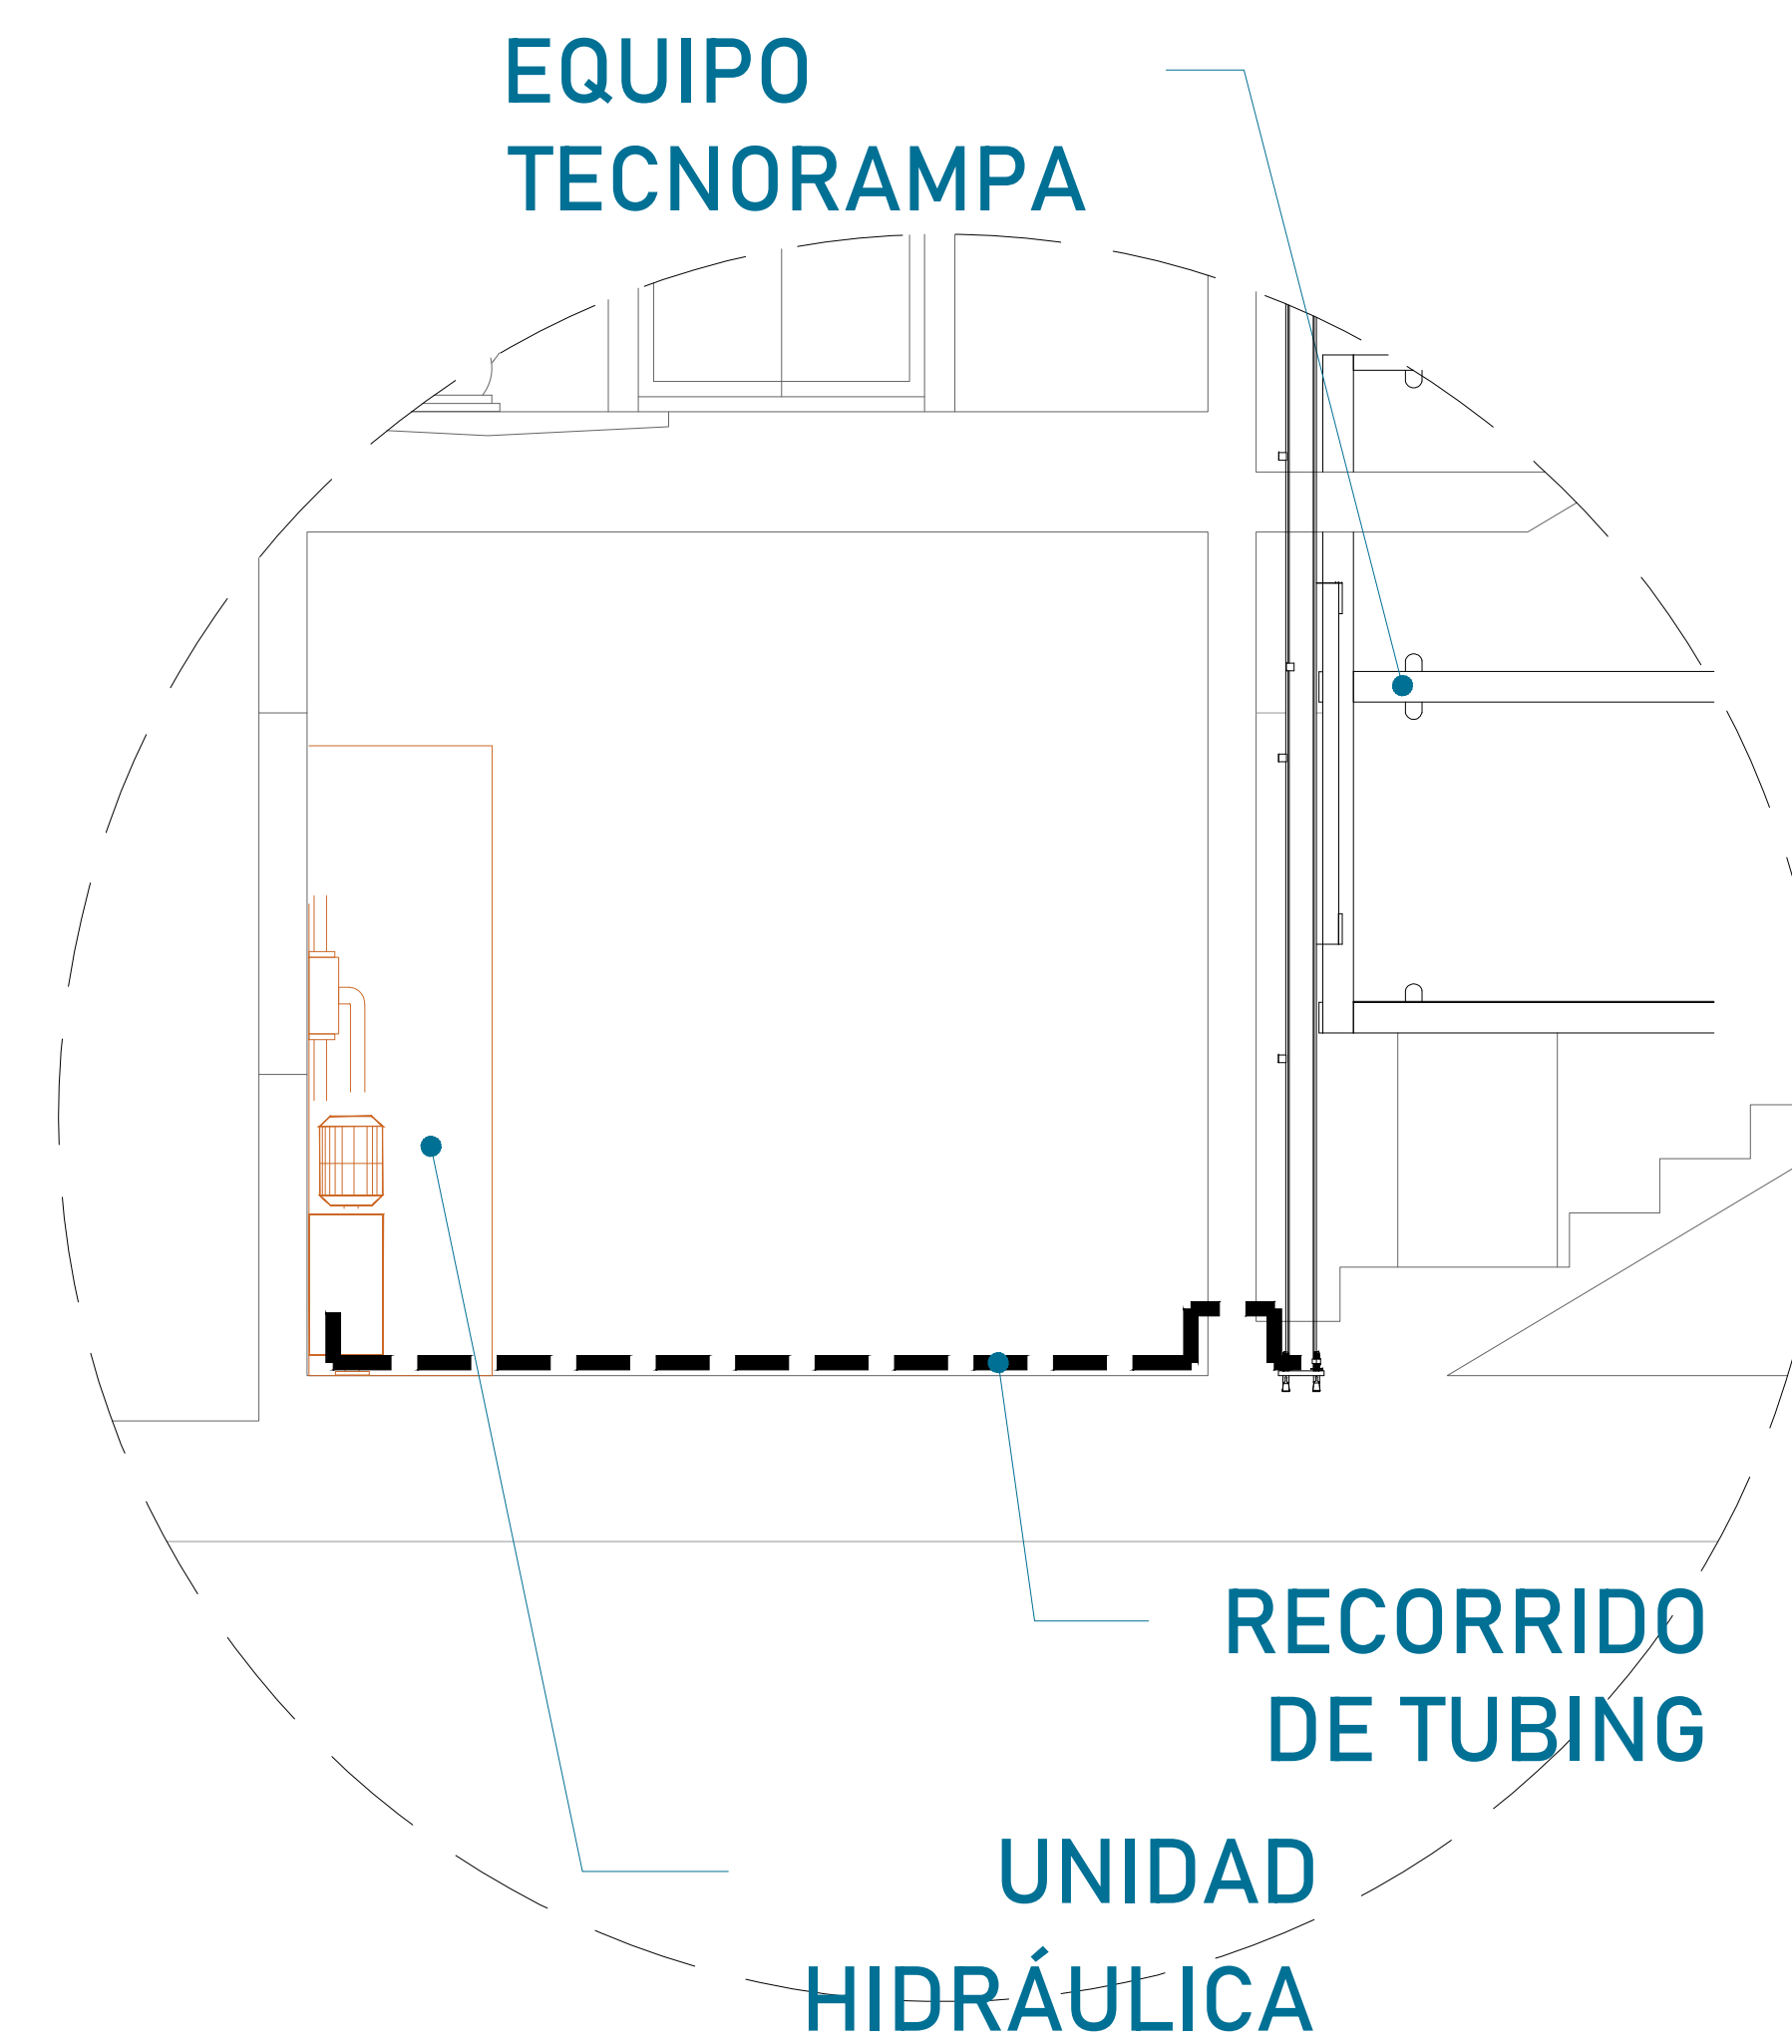 EQUIPO
TECNORAMPA
RECORRIDO
DE TUBING
UNIDAD
HIDRÁULICA